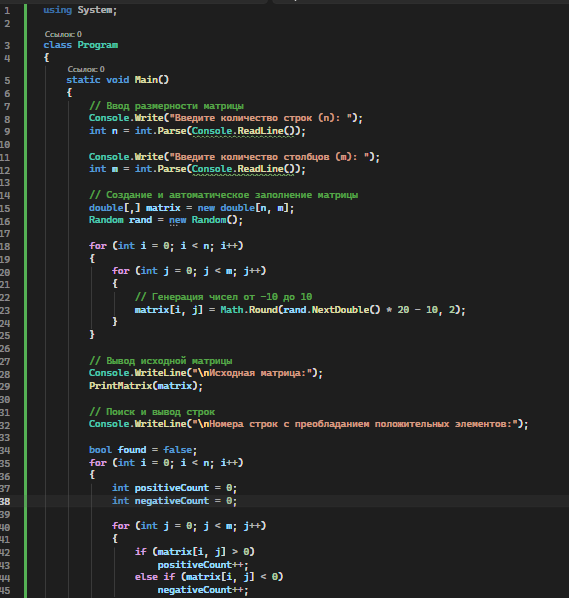 1 using System;
2
Ссылок: 0
3 class Program
4 {
Ссылок: 0
5 static void Main()
6 {
7 // Ввод размерности матрицы
8 Console.Write("Введите количество строк (n): ");
9 int n = int.Parse(Console.ReadLine());
10
11 Console.Write("Введите количество столбцов (m): ");
12 int m = int.Parse(Console.ReadLine());
13
14 // Создание и автоматическое заполнение матрицы
15 double[,] matrix = new double[n, m];
16 Random rand = new Random();
17
18 for (int i = 0; i < n; i++)
19 {
20 for (int j = 0; j < m; j++)
21 {
22 // Генерация чисел от -10 до 10
23 matrix[i, j] = Math.Round(rand.NextDouble() * 20 - 10, 2);
24 }
25 }
26
27 // Вывод исходной матрицы
28 Console.WriteLine("\nИсходная матрица:");
29 PrintMatrix(matrix);
30
31 // Поиск и вывод строк
32 Console.WriteLine("\nНомера строк с преобладанием положительных элементов:");
33
34 bool found = false;
35 for (int i = 0; i < n; i++)
36 {
37 int positiveCount = 0;
38 int negativeCount = 0;
39
40 for (int j = 0; j < m; j++)
41 {
42 if (matrix[i, j] > 0)
43 positiveCount++;
44 else if (matrix[i, j] < 0)
45 negativeCount++;